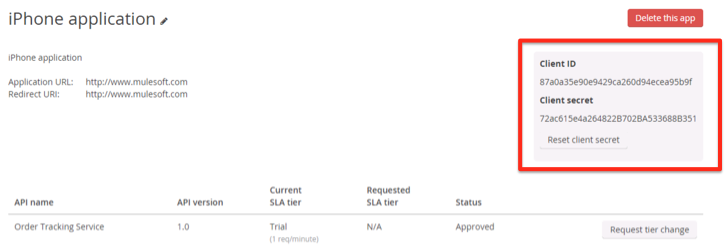 iPhone application
Delete this app
iPhone application
Application URL: http://www.mulesoft.com
Redirect URI: http://www.mulesoft.com
Client ID
87a0a35e90e9429ca260d94ecea95b9f
Client secret
72ac615e4a264822B702BA533688B351
Reset client secret
API name API version Current SLA tier Requested SLA tier Status
Order Tracking Service 1.0 Trial N/A Approved Request tier change
(1 req/minute)